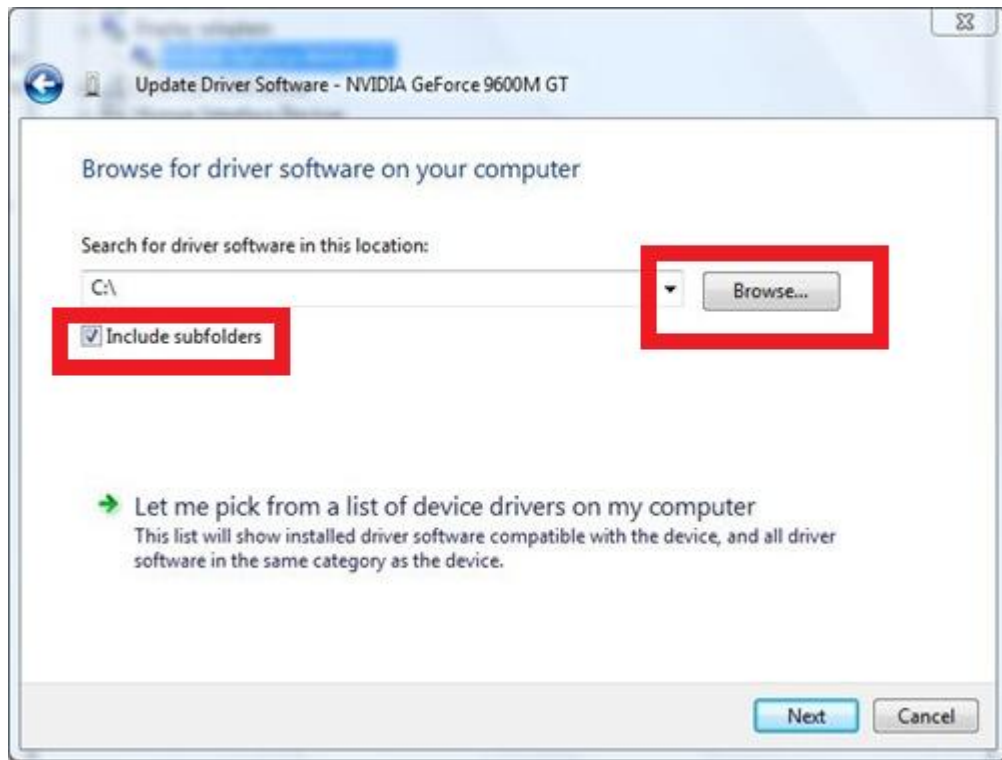 Update Driver Software - NVIDIA GeForce 9600M GT
Browse for driver software on your computer
Search for driver software in this location:
C:\
Browse...
Include subfolders
Let me pick from a list of device drivers on my computer
This list will show installed driver software compatible with the device, and all driver
software in the same category as the device.
Next
Cancel